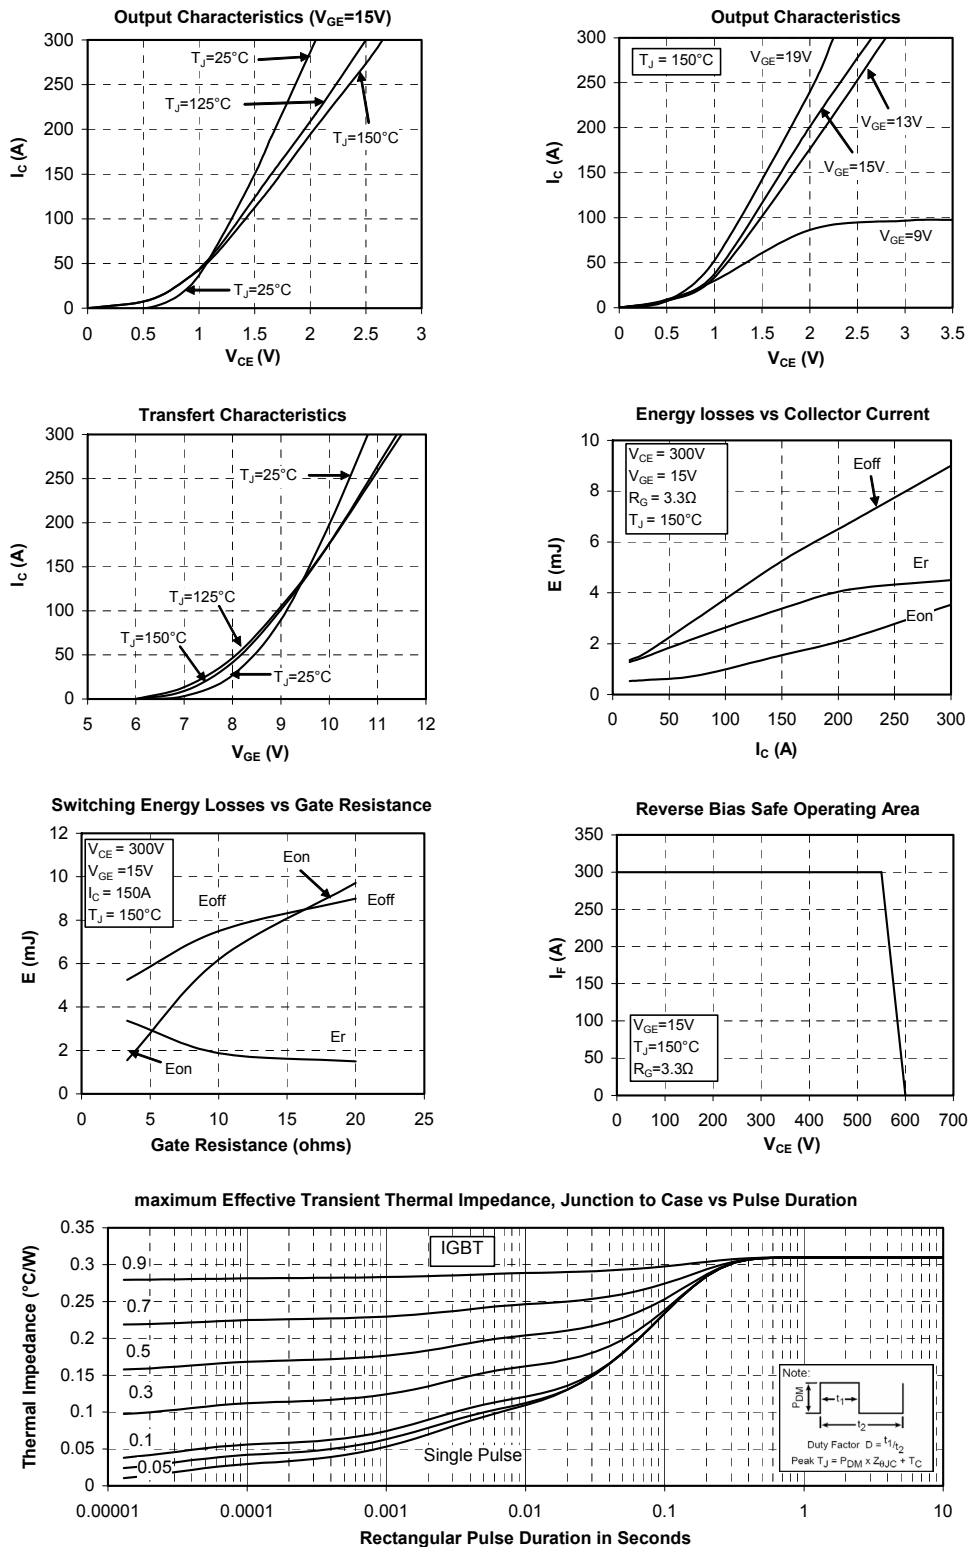 Output Characteristics (VGE=15V)
300
250
200
150
100
50
0
IC (A)
TJ=25°C
TJ=125°C
TJ=150°C
TJ=25°C
0 0.5 1 1.5 2 2.5 3
VCE (V)
Output Characteristics
300
250
200
150
100
50
0
IC (A)
TJ = 150°C
VGE=19V
VGE=13V
VGE=15V
VGE=9V
0 0.5 1 1.5 2 2.5 3 3.5
VCE (V)
Transfert Characteristics
300
250
200
150
100
50
0
IC (A)
TJ=25°C
TJ=125°C
TJ=150°C
TJ=25°C
5 6 7 8 9 10 11 12
VGE (V)
Energy losses vs Collector Current
10
8
6
4
2
0
E (mJ)
VCE = 300V
VGE = 15V
RG = 3.3Ω
TJ = 150°C
Eoff
Er
Eon
0 50 100 150 200 250 300
IC (A)
Switching Energy Losses vs Gate Resistance
12
10
8
6
4
2
0
E (mJ)
VCE = 300V
VGE =15V
IC = 150A
TJ = 150°C
Eon
Eoff
Eoff
Er
Eon
0 5 10 15 20 25
Gate Resistance (ohms)
Reverse Bias Safe Operating Area
350
300
250
200
150
100
50
0
IF (A)
VGE=15V
TJ=150°C
RG=3.3Ω
0 100 200 300 400 500 600 700
VCE (V)
maximum Effective Transient Thermal Impedance, Junction to Case vs Pulse Duration
0.35
0.3
0.25
0.2
0.15
0.1
0.05
0
Thermal Impedance (°C/W)
IGBT
0.9
0.7
0.5
0.3
0.1
0.05
Single Pulse
Note:
PDM
t1
t2
Duty Factor D = t1/t2
Peak TJ = PDM x ZθJC + TC
0.00001 0.0001 0.001 0.01 0.1 1 10
Rectangular Pulse Duration in Seconds